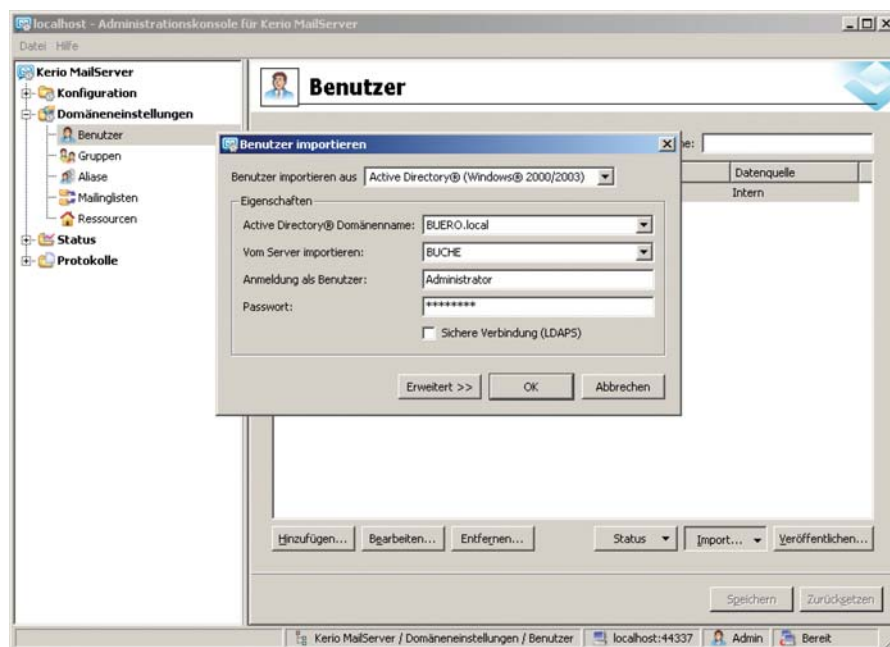 localhost - Administrationskonsole für Kerio MailServer
Datei Hilfe
Kerio MailServer
Konfiguration
Domäneneinstellungen
Benutzer
Gruppen
Aliase
Mailinglisten
Ressourcen
Status
Protokolle
Benutzer
Datenquelle
Intern
Benutzer importieren
Benutzer importieren aus Active Directory® (Windows® 2000/2003)
Eigenschaften
Active Directory® Domänenname: BUERO.local
Vom Server importieren: BUCHE
Anmeldung als Benutzer: Administrator
Passwort: ********
Sichere Verbindung (LDAPS)
Erweitert >> OK Abbrechen
Hinzufügen... Bearbeiten... Entfernen... Status Import... Veröffentlichen...
Speichern Zurücksetzen
Kerio MailServer / Domäneneinstellungen / Benutzer localhost:44337 Admin Bereit